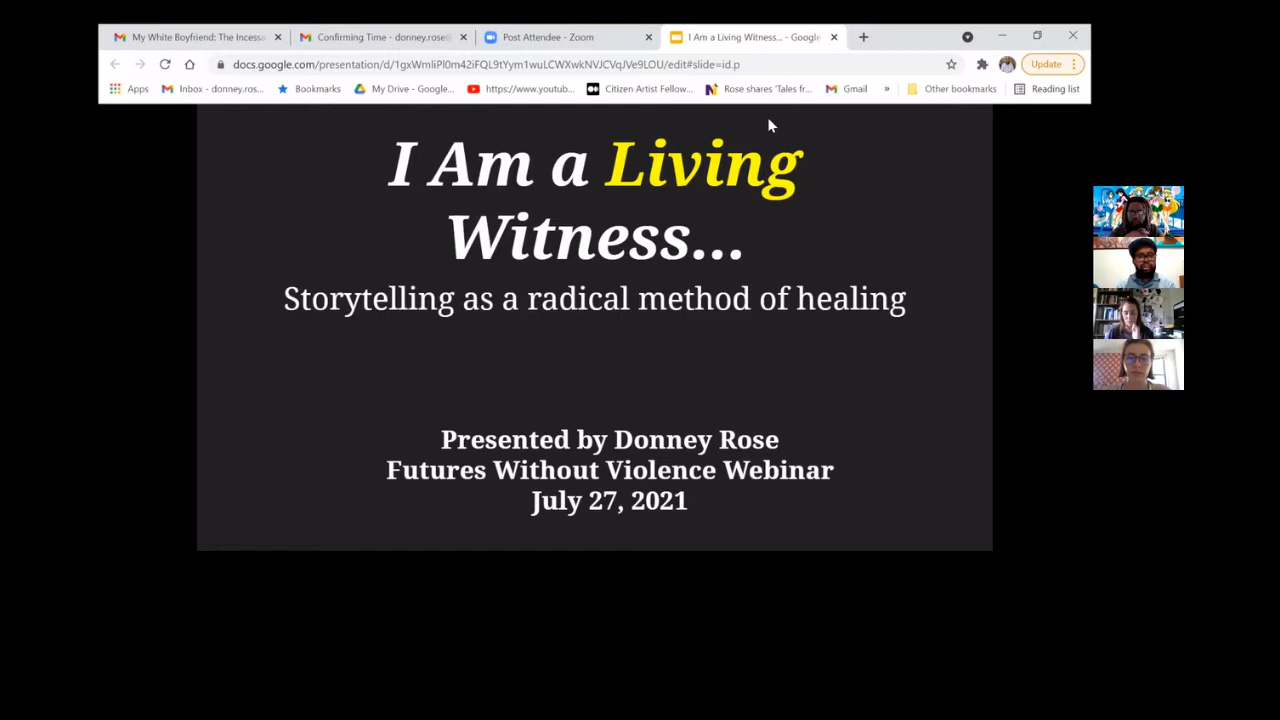 My White Boyfriend: The Incessa
Confirming Time - donney.rose@
Post Attendee - Zoom
I Am a Living Witness... - Google
docs.google.com/presentation/d/1gxWmliPl0m42iFQL9tYym1wuLCWXwkNVJCVqJVe9LOU/edit#slide=id.p
Update
Apps
Inbox - donney.ros...
Bookmarks
My Drive - Google...
https://www.youtub...
Citizen Artist Fellow...
Rose shares 'Tales fr...
Gmail
»
Other bookmarks
Reading list
I Am a Living
Witness...
Storytelling as a radical method of healing
Presented by Donney Rose
Futures Without Violence Webinar
July 27, 2021